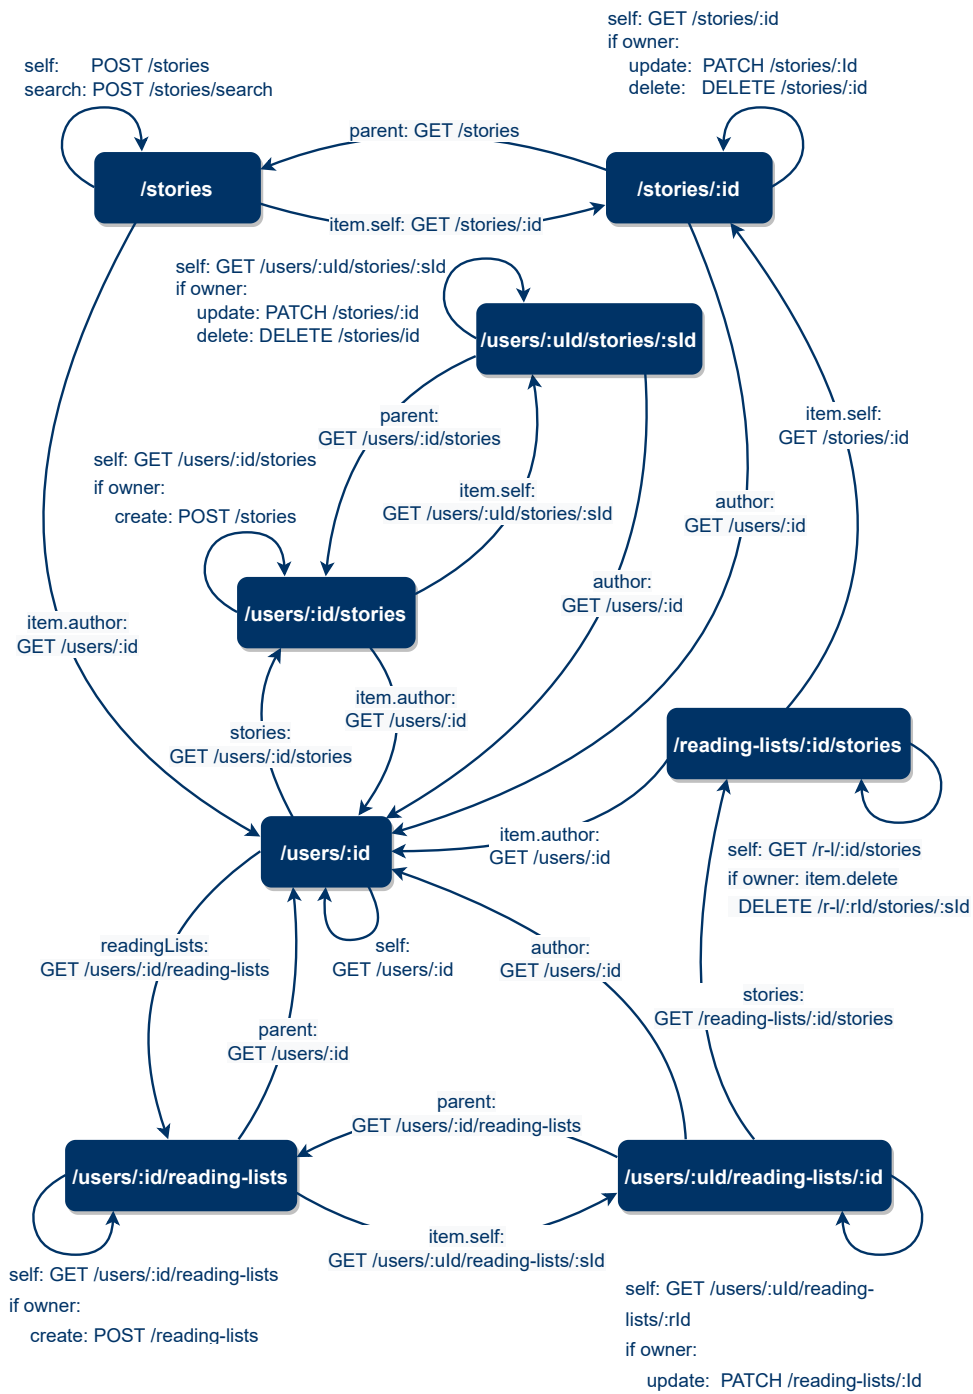 self: GET /stories/:id
if owner:
update: PATCH /stories/:Id
delete: DELETE /stories/:id
self: POST /stories
search: POST /stories/search
parent: GET /stories
/stories
/stories/:id
item.self: GET /stories/:id
self: GET /users/:uId/stories/:sId
if owner:
update: PATCH /stories/:id
delete: DELETE /stories/id
/users/:uId/stories/:sId
parent:
GET /users/:id/stories
item.self:
GET /stories/:id
self: GET /users/:id/stories
if owner:
create: POST /stories
item.self:
GET /users/:uId/stories/:sId
author:
GET /users/:id
author:
GET /users/:id
/users/:id/stories
item.author:
GET /users/:id
item.author:
GET /users/:id
stories:
GET /users/:id/stories
/reading-lists/:id/stories
item.author:
GET /users/:id
/users/:id
self: GET /r-l/:id/stories
if owner: item.delete
DELETE /r-l/:rId/stories/:sId
readingLists:
GET /users/:id/reading-lists
self:
GET /users/:id
author:
GET /users/:id
stories:
GET /reading-lists/:id/stories
parent:
GET /users/:id
parent:
GET /users/:id/reading-lists
/users/:id/reading-lists
/users/:uId/reading-lists/:id
item.self:
GET /users/:uId/reading-lists/:sId
self: GET /users/:id/reading-lists
if owner:
create: POST /reading-lists
self: GET /users/:uId/reading-
lists/:rId
if owner:
update: PATCH /reading-lists/:Id